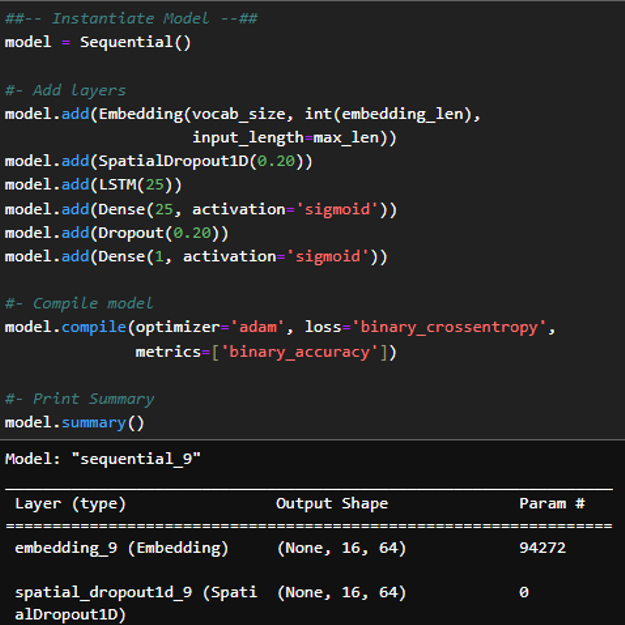 ##-- Instantiate Model --##
model = Sequential()
#- Add layers
model.add(Embedding(vocab_size, int(embedding_len),
input_length=max_len))
model.add(SpatialDropout1D(0.20))
model.add(LSTM(25))
model.add(Dense(25, activation='sigmoid'))
model.add(Dropout(0.20))
model.add(Dense(1, activation='sigmoid'))
#- Compile model
model.compile(optimizer='adam', loss='binary_crossentropy',
metrics=['binary_accuracy'])
#- Print Summary
model.summary()
Model: "sequential_9"
Layer (type) Output Shape Param #
=================================================================
embedding_9 (Embedding) (None, 16, 64) 94272
spatial_dropout1d_9 (Spati (None, 16, 64) 0
alDropout1D)